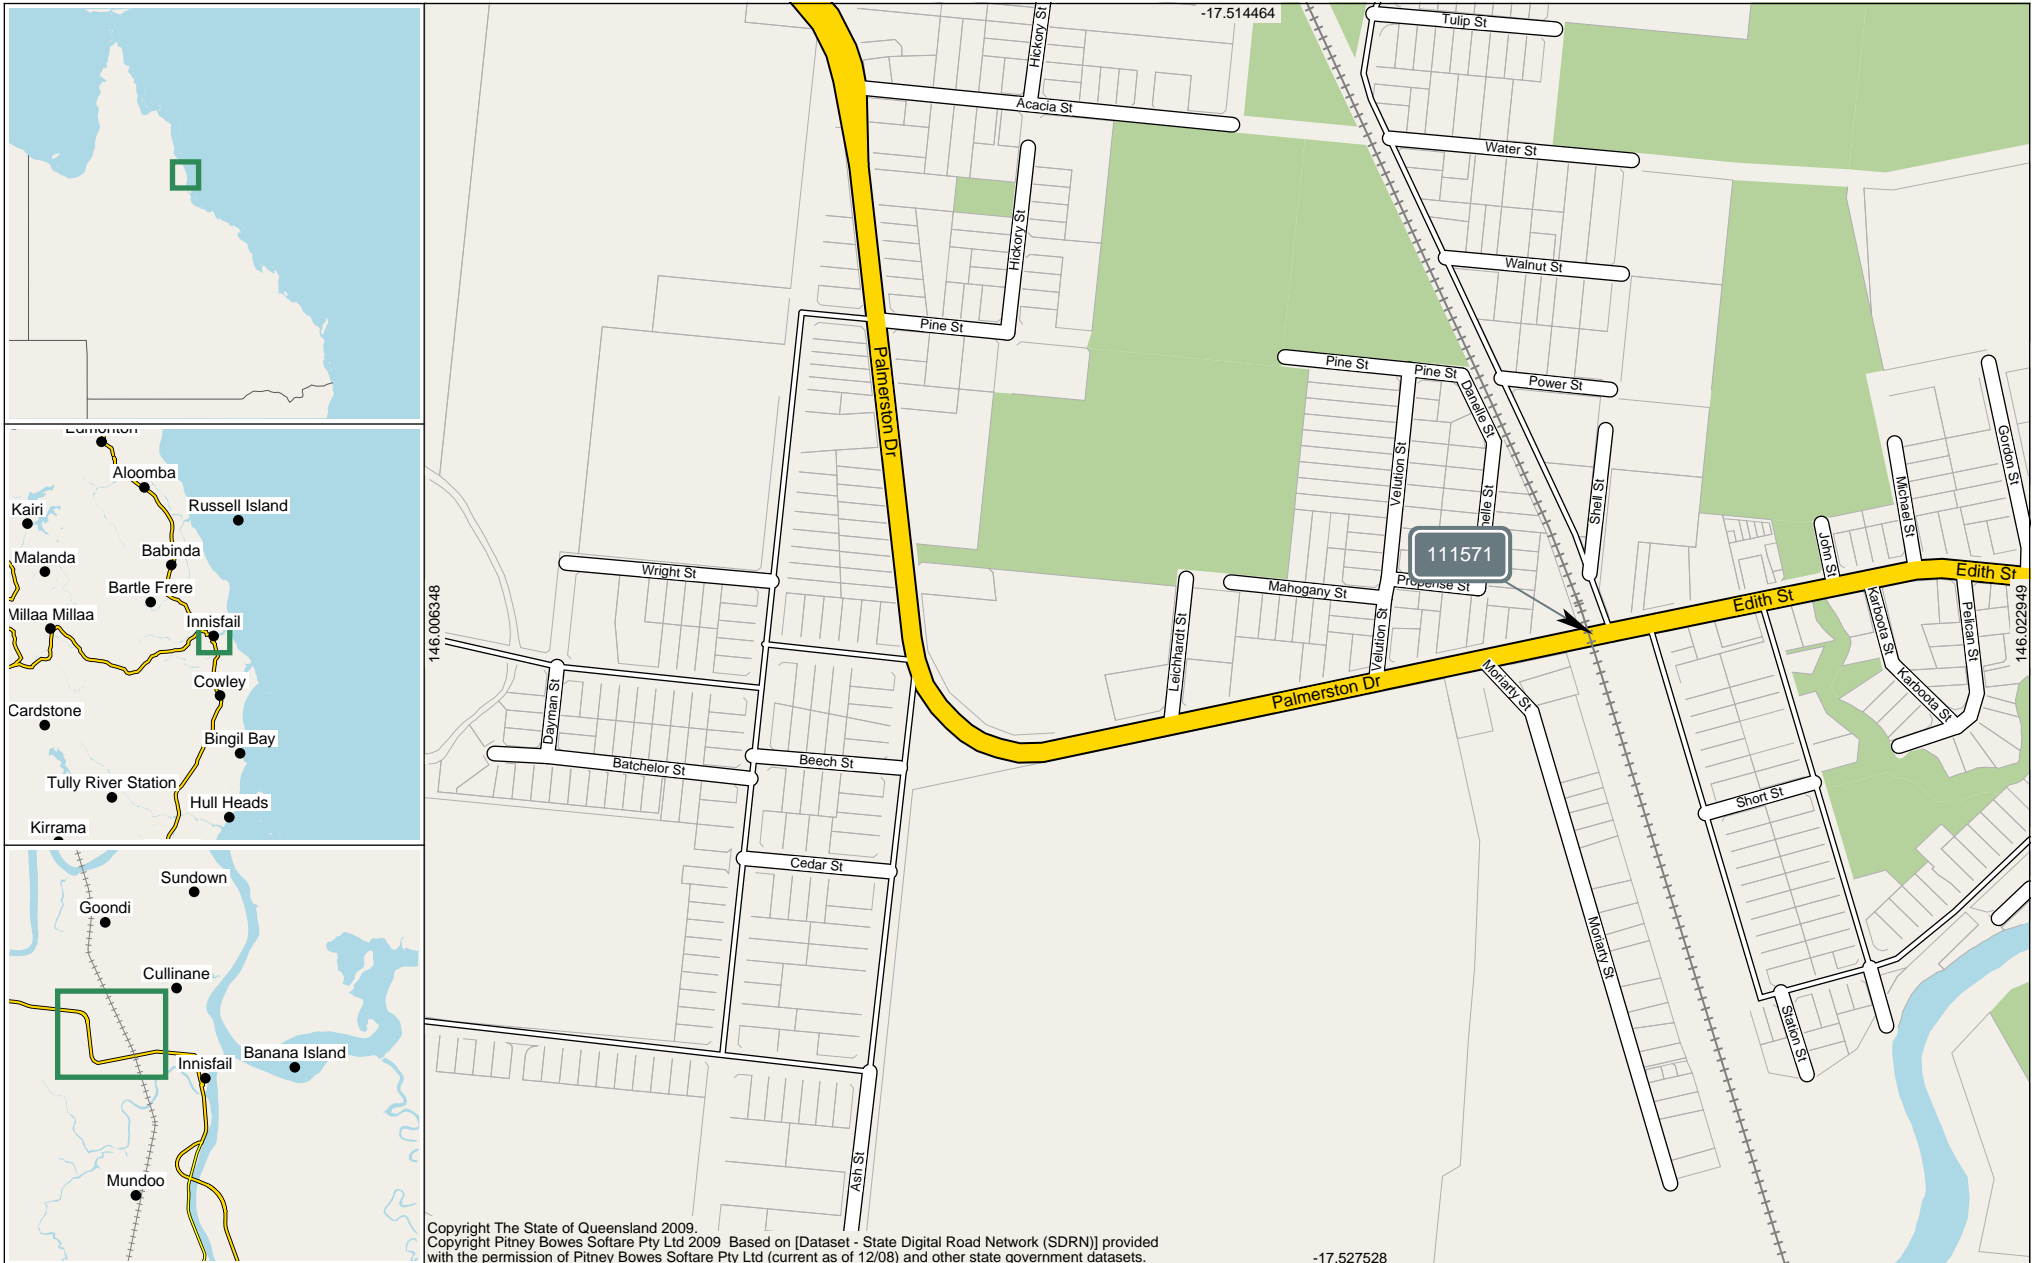 Edmonton
Aloomba
Kairi
Russell Island
Malanda
Babinda
Bartle Frere
Millaa Millaa
Innisfail
Cowley
Cardstone
Bingil Bay
Tully River Station
Hull Heads
Kirrama
Sundown
Goondi
Cullinane
Banana Island
Innisfail
Mundoo
-17.514464
Hickory St
Tulip St
Acacia St
Water St
Hickory St
Walnut St
Pine St
Palmerston Dr
Pine St
Pine St
Danelle St
Power St
Velution St
nelle St
Shell St
Gordon St
Michael St
John St
111571
Wright St
Mahogany St
Propense St
Edith St
Edith St
146.006348
146.022949
Leichhardt St
Velution St
Karboota St
Pelican St
Karboota St
Dayman St
Palmerston Dr
Moriarty St
Batchelor St
Beech St
Short St
Cedar St
Moriarty St
Station St
Ash St
Copyright The State of Queensland 2009.
Copyright Pitney Bowes Softare Pty Ltd 2009 Based on [Dataset - State Digital Road Network (SDRN)] provided
with the permission of Pitney Bowes Softare Pty Ltd (current as of 12/08) and other state government datasets.
-17.527528